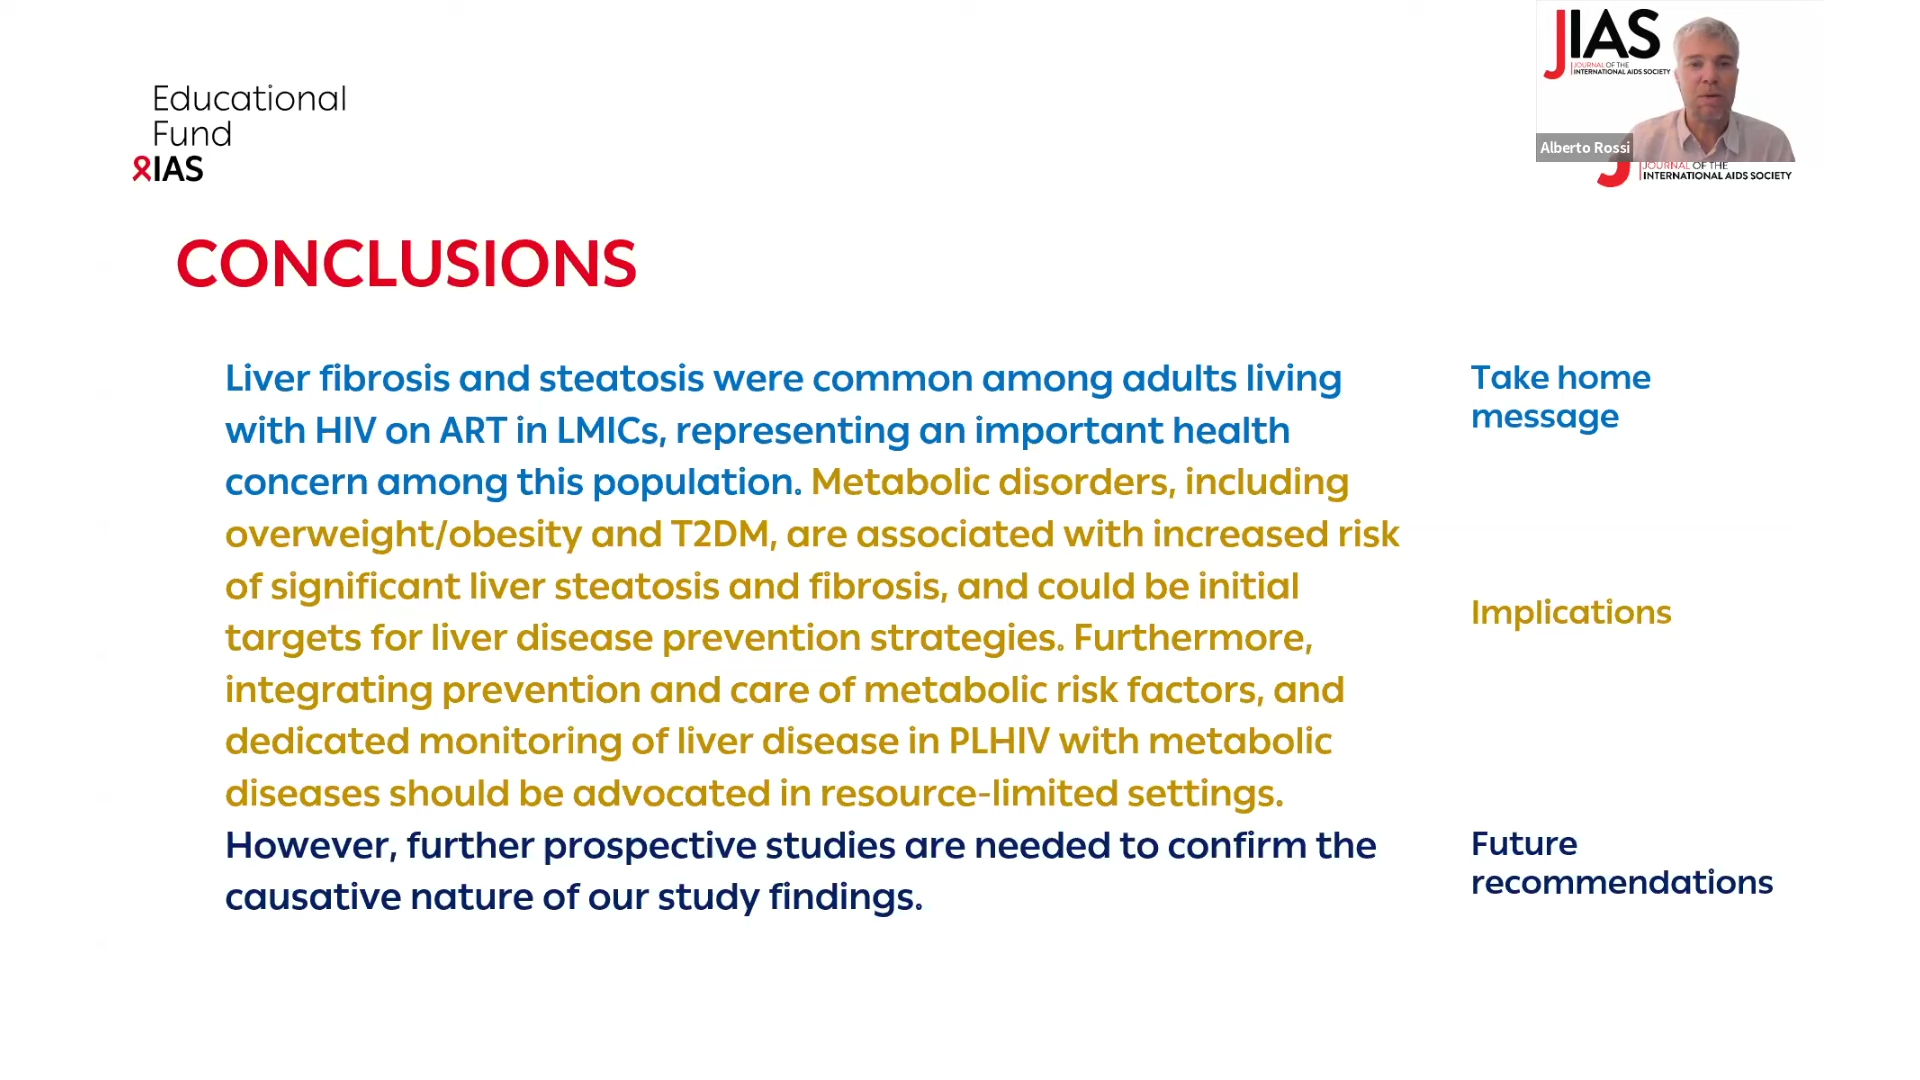 Educational
Fund
IAS
JIAS
JOURNAL OF THE
INTERNATIONAL AIDS SOCIETY
Alberto Rossi
JOURNAL OF THE
INTERNATIONAL AIDS SOCIETY
CONCLUSIONS
Liver fibrosis and steatosis were common among adults living
with HIV on ART in LMICs, representing an important health
concern among this population. Metabolic disorders, including
overweight/obesity and T2DM, are associated with increased risk
of significant liver steatosis and fibrosis, and could be initial
targets for liver disease prevention strategies. Furthermore,
integrating prevention and care of metabolic risk factors, and
dedicated monitoring of liver disease in PLHIV with metabolic
diseases should be advocated in resource-limited settings.
However, further prospective studies are needed to confirm the
causative nature of our study findings.
Take home
message
Implications
Future
recommendations